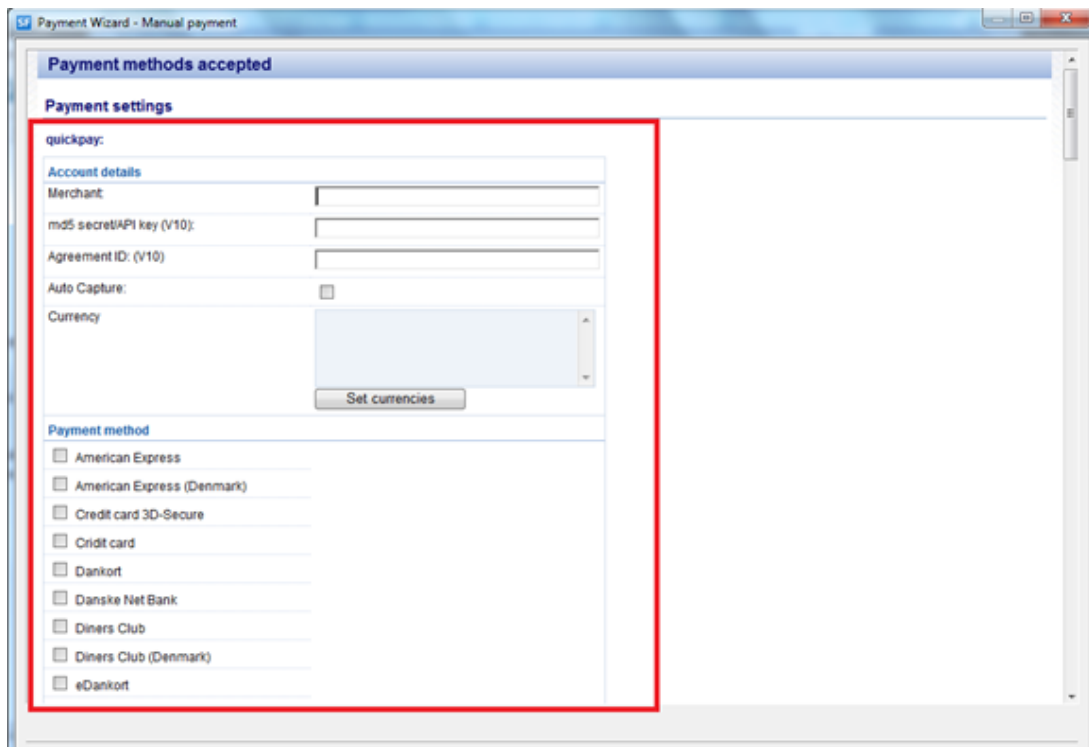 SF Payment Wizard - Manual payment
Payment methods accepted
Payment settings
quickpay:
Account details
Merchant:
md5 secret/API key (V10):
Agreement ID: (V10)
Auto Capture:
Currency
Set currencies
Payment method
American Express
American Express (Denmark)
Credit card 3D-Secure
Cridit card
Dankort
Danske Net Bank
Diners Club
Diners Club (Denmark)
eDankort